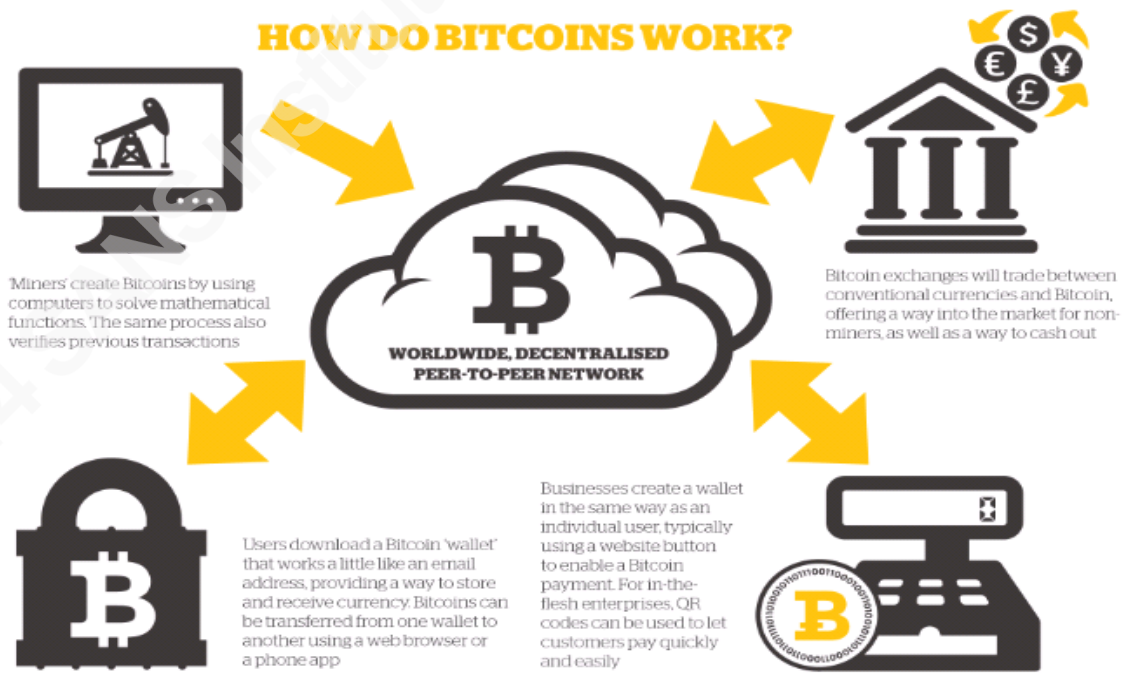 HOW DO BITCOINS WORK?
$
€ ¥
£
'Miners' create Bitcoins by using
computers to solve mathematical
functions. The same process also
verifies previous transactions
WORLDWIDE, DECENTRALISED
PEER-TO-PEER NETWORK
Bitcoin exchanges will trade between
conventional currencies and Bitcoin,
offering a way into the market for non-
miners, as well as a way to cash out
Users download a Bitcoin 'wallet'
that works a little like an email
address, providing a way to store
and receive currency. Bitcoins can
be transferred from one wallet to
another using a web browser or
a phone app
Businesses create a wallet
in the same way as an
individual user, typically
using a website button
to enable a Bitcoin
payment. For in-the-
flesh enterprises, QR
codes can be used to let
customers pay quickly
and easily
0
4 SANS Institut